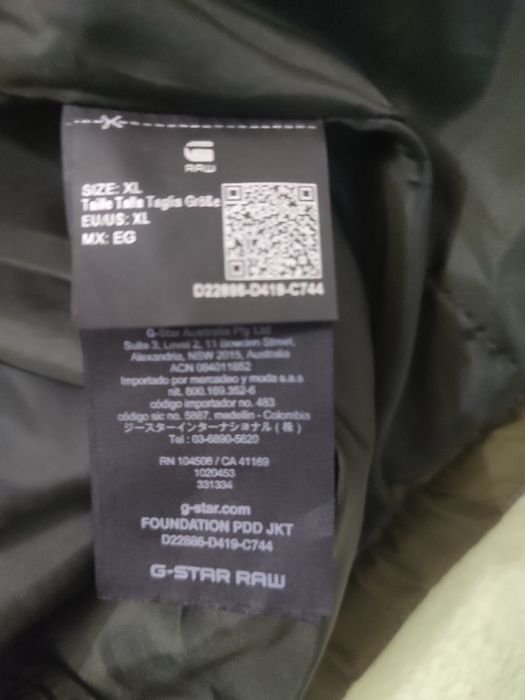 RAW
SIZE: XL
Taille Talla Taglia Größe
EU/US: XL
MX: EG
D22886-D419-C744
G-Star Australia Pty Ltd
Suite 3, Level 2, 11 Bowden Street,
Alexandria, NSW 2015, Australia
ACN 084011652
Importado por mercadeo y moda s.a.s
nit. 800.169.352-6
código importador no. 483
código sic no. 5887, medellin - Colombia
ジースターインターナショナル(株)
Tel : 03-6890-5620
RN 104506 / CA 41169
1020453
331334
g-star.com
FOUNDATION PDD JKT
D22886-D419-C744
G-STAR RAW